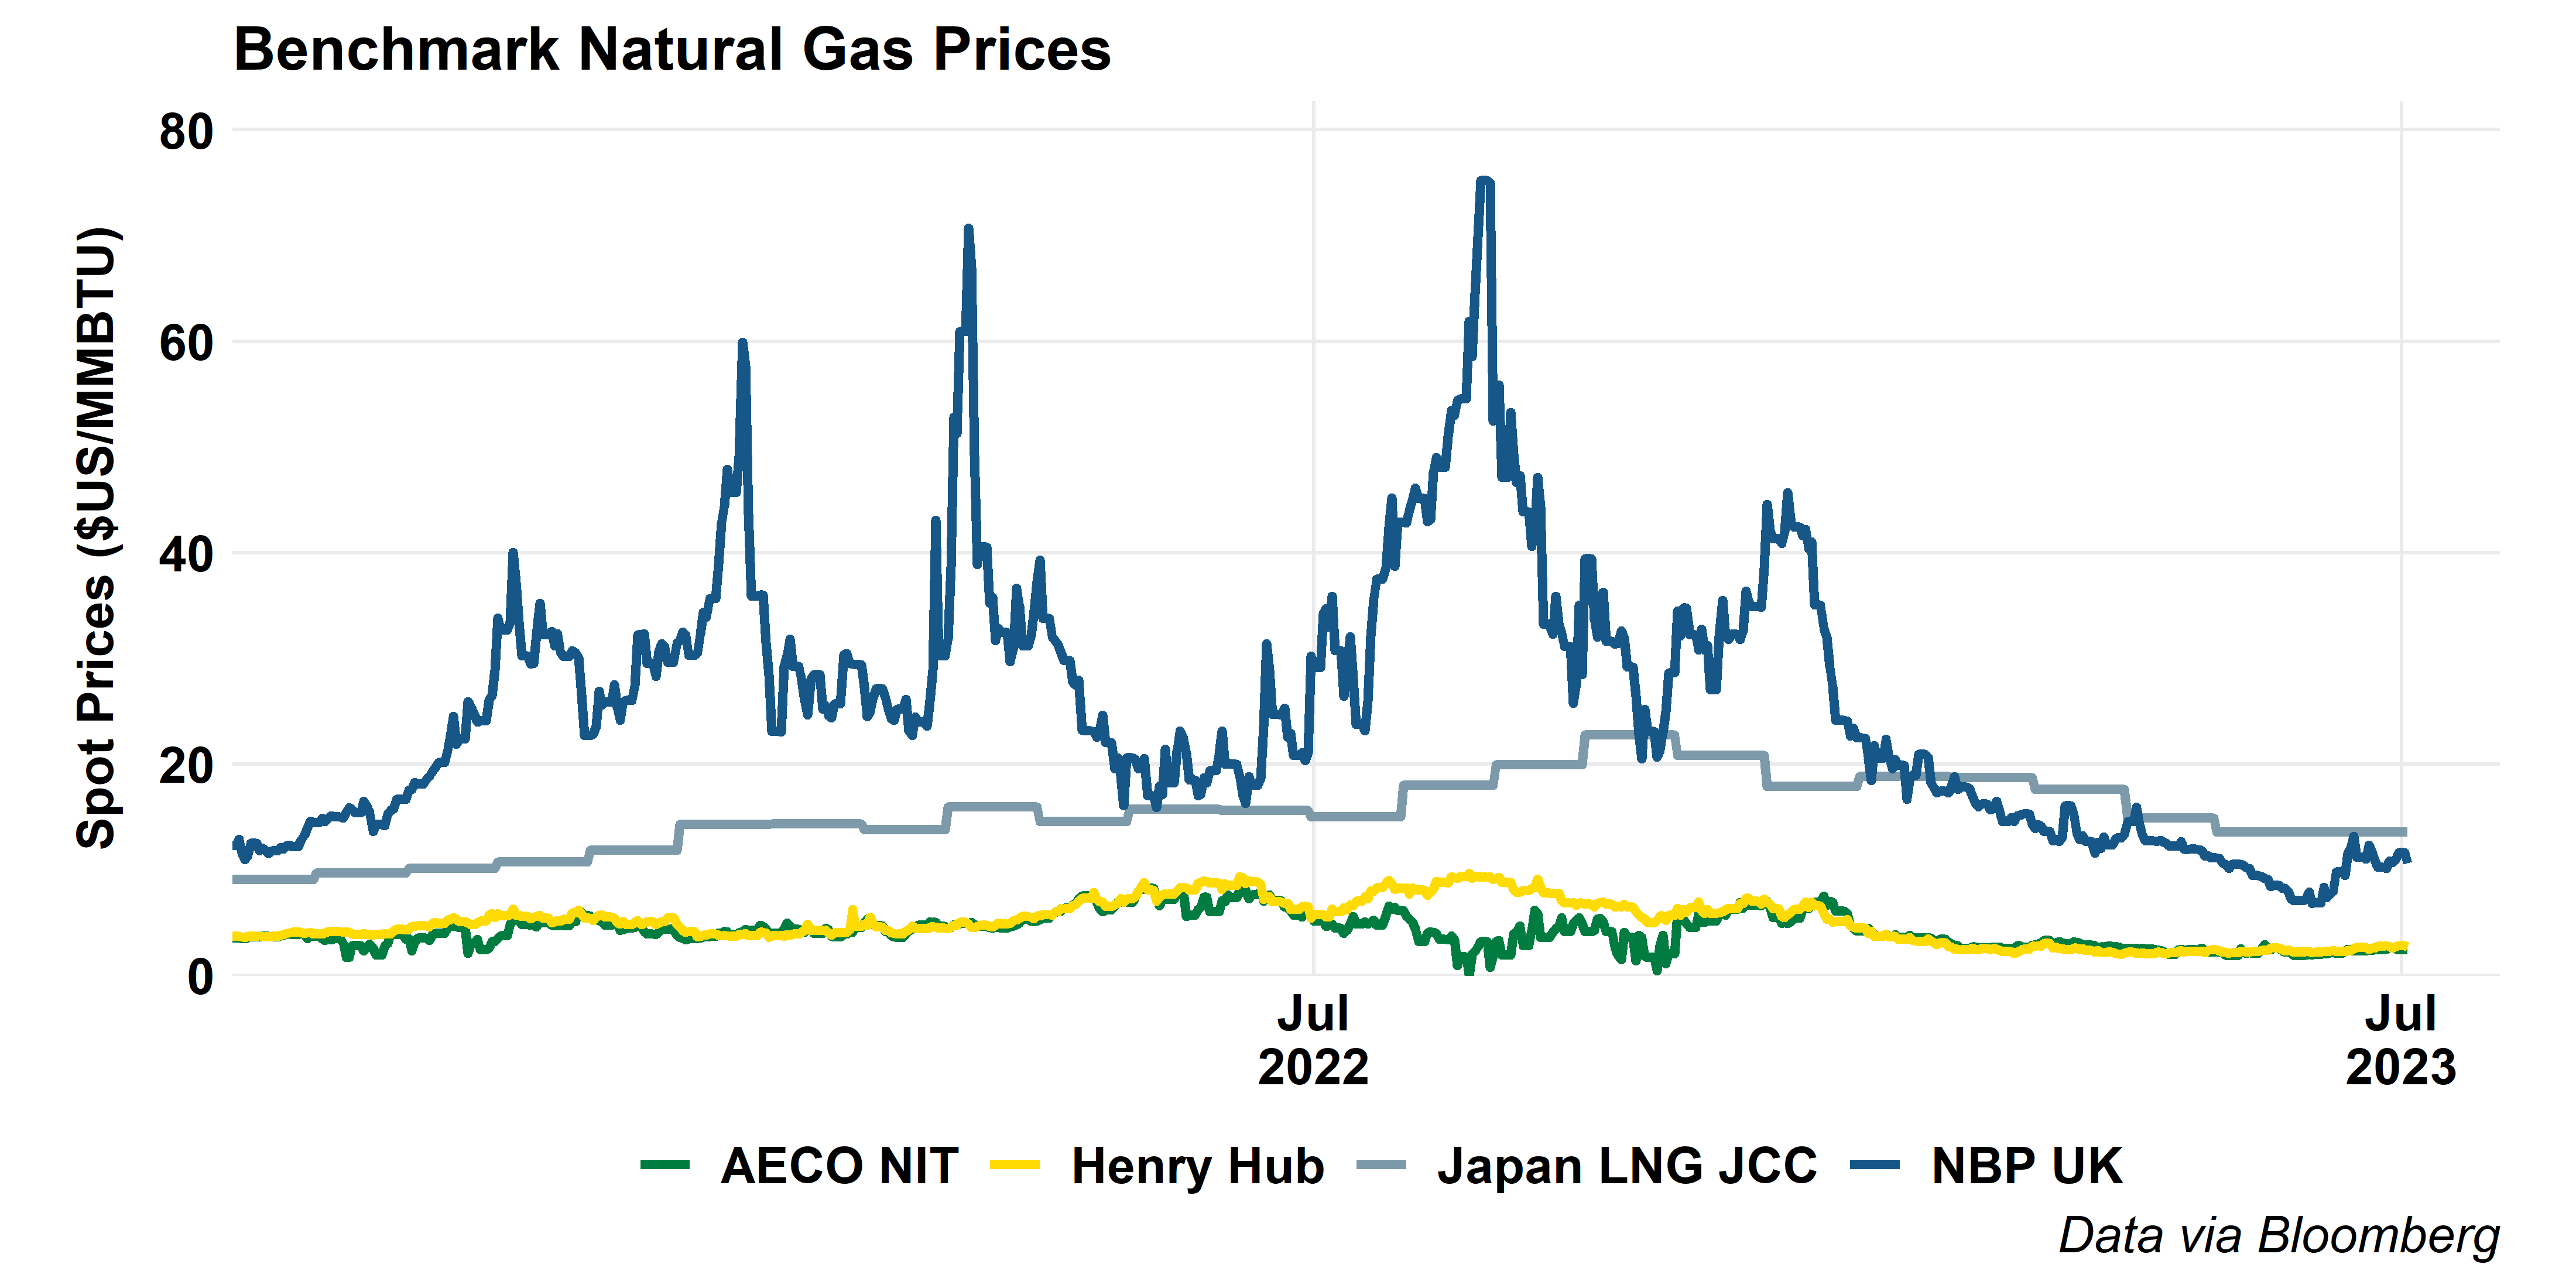 Benchmark Natural Gas Prices
Spot Prices ($US/MMBTU)
80
60
40
20
0
Jul
2022
Jul
2023
AECO NIT
Henry Hub
Japan LNG JCC
NBP UK
Data via Bloomberg